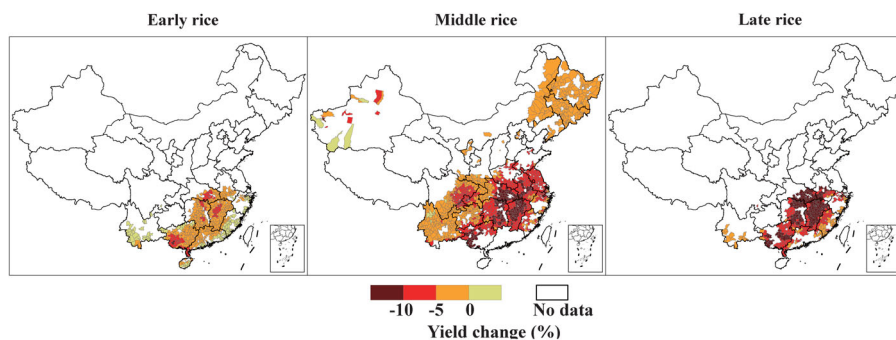 Early rice
Middle rice
Late rice
-10 -5 0 No data
Yield change (%)